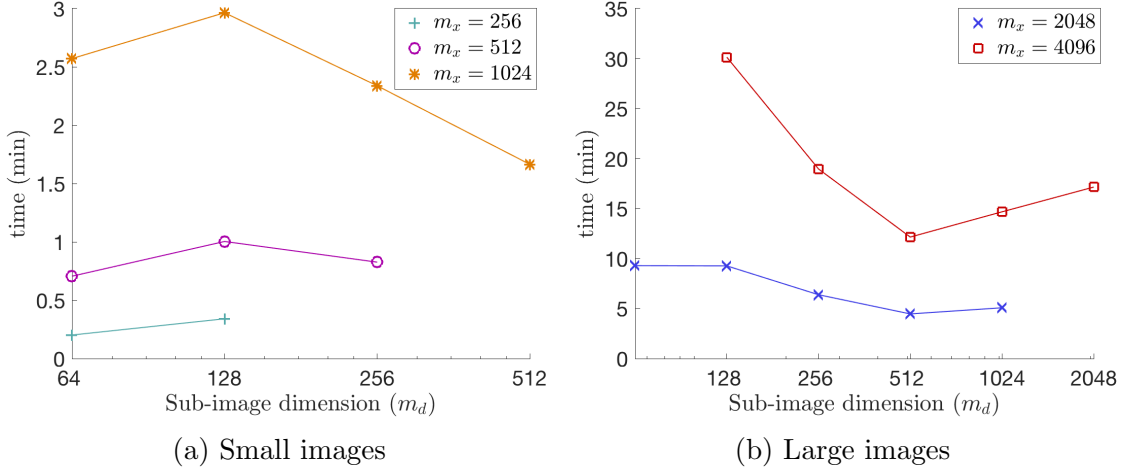 3
2.5
2
1.5
1
0.5
0
time (min)
m_x = 256
m_x = 512
m_x = 1024
64 128 256 512
Sub-image dimension (m_d)
(a) Small images
35
30
25
20
15
10
5
0
time (min)
m_x = 2048
m_x = 4096
128 256 512 1024 2048
Sub-image dimension (m_d)
(b) Large images